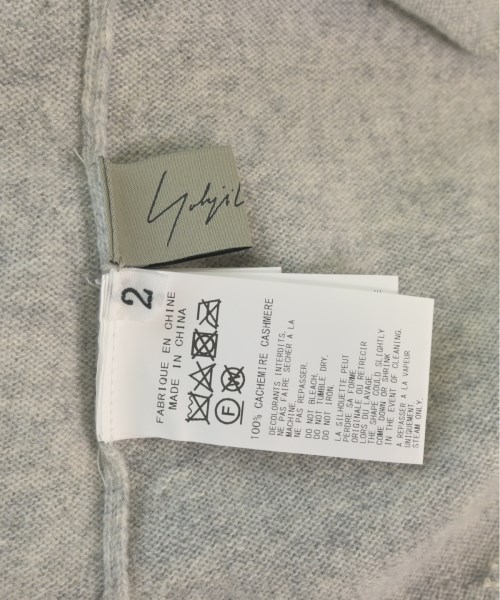 2
FABRIQUE EN CHINE
MADE IN CHINA
F
100% CACHEMIRE CASHMERE
DECOLORANTS INTERDITS.
NE PAS FAIRE SECHER A LA
MACHINE.
NE PAS REPASSER.
DO NOT BLEACH.
DO NOT TUMBLE DRY.
DO NOT IRON.
LA SILHOUETTE PEUT
PERDRE SA FORME
ORIGINALE OU RETRECIR
LORS DU LAVAGE.
THE SHAPE COULD SLIGHTLY
COME DOWN OR SHRINK
IN THE EVENT OF CLEANING.
A REPASSER A LA VAPEUR
UNIQUEMENT.
STEAM ONLY.